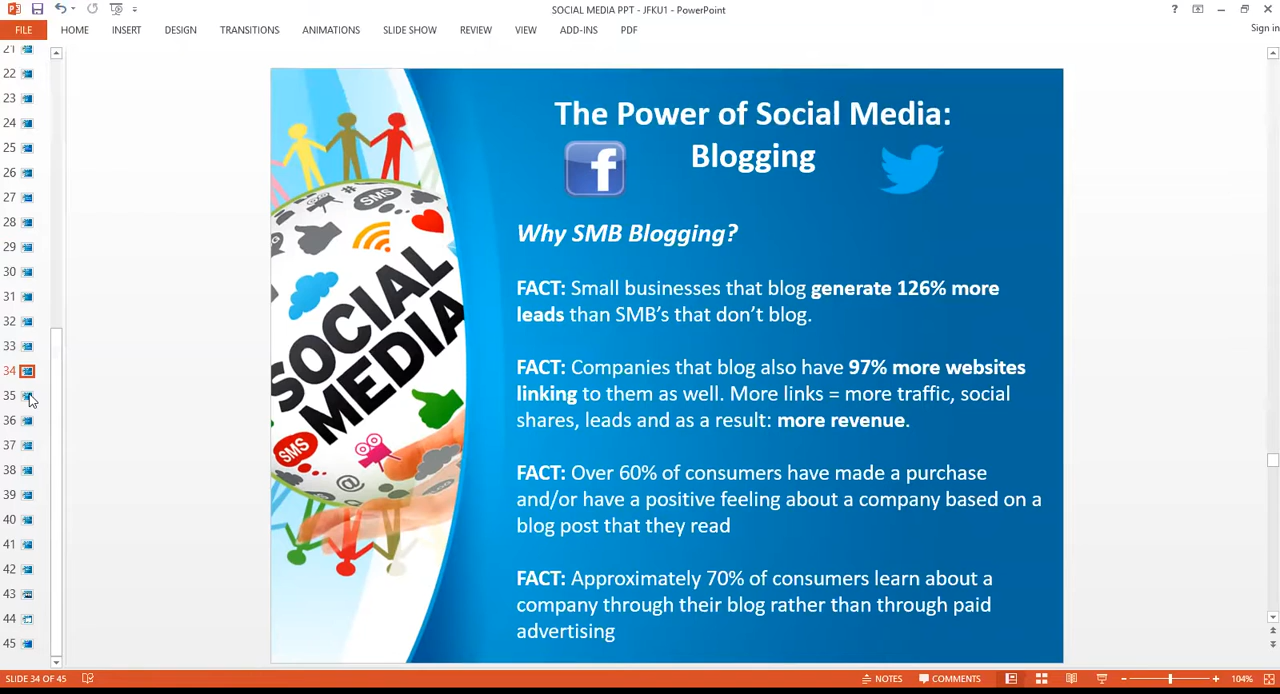 SOCIAL MEDIA PPT - JFKU1 - PowerPoint
?
FILE HOME INSERT DESIGN TRANSITIONS ANIMATIONS SLIDE SHOW REVIEW VIEW ADD-INS PDF
Sign in
21
22
23
24
25
26
27
28
29
30
31
32
33
34
35
36
37
38
39
40
41
42
43
44
45
The Power of Social Media:
Blogging
f
SMS
SOCIAL
MEDIA
SMS
@
Why SMB Blogging?
FACT: Small businesses that blog generate 126% more
leads than SMB's that don't blog.
FACT: Companies that blog also have 97% more websites
linking to them as well. More links = more traffic, social
shares, leads and as a result: more revenue.
FACT: Over 60% of consumers have made a purchase
and/or have a positive feeling about a company based on a
blog post that they read
FACT: Approximately 70% of consumers learn about a
company through their blog rather than through paid
advertising
SLIDE 34 OF 45
NOTES COMMENTS
104%